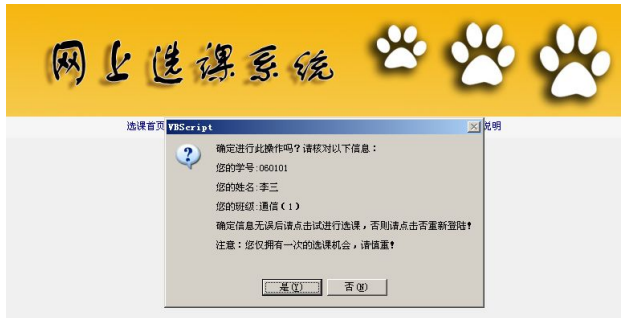 网上选课系统
选课首页
说明
VBScript
确定进行此操作吗?请核对以下信息:
您的学号:060101
您的姓名:李三
您的班级:通信(1)
确定信息无误后请点击试进行选课,否则请点击否重新登陆!
注意:您仅拥有一次的选课机会,请慎重!
是(Y)
否(N)